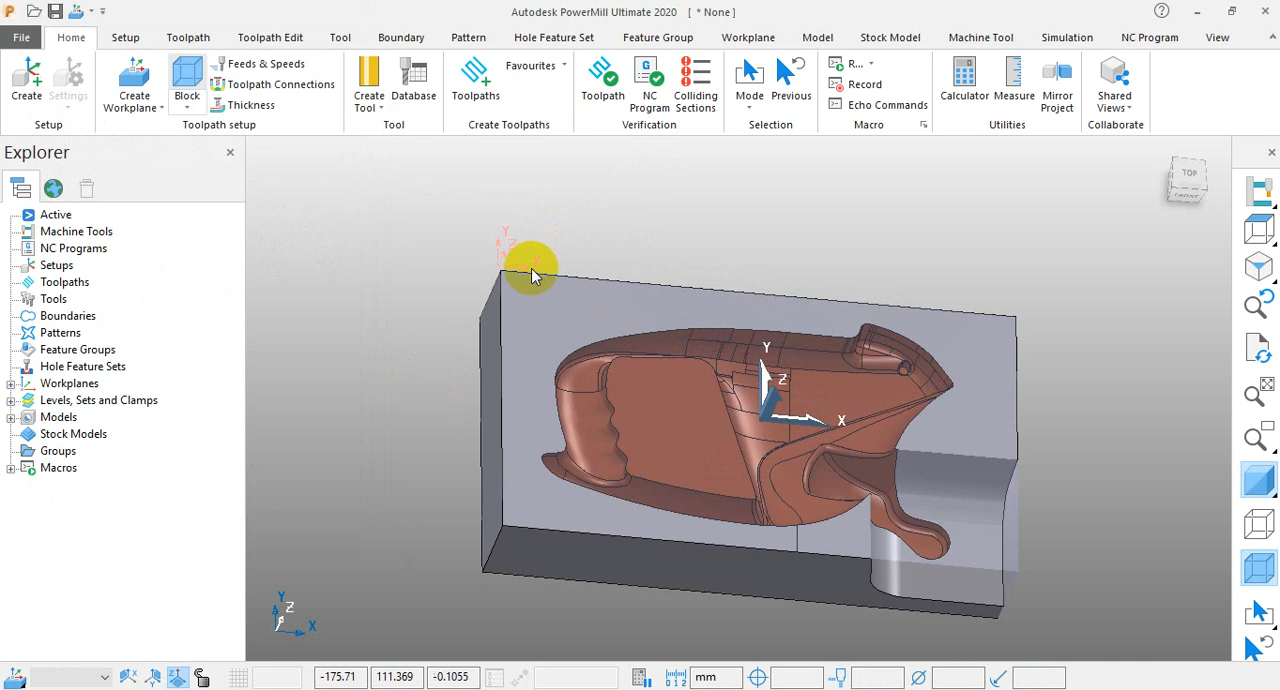 Autodesk PowerMill Ultimate 2020 [ * None ]
File Home Setup Toolpath Toolpath Edit Tool Boundary Pattern Hole Feature Set Feature Group Workplane Model Stock Model Machine Tool Simulation NC Program View
Create Settings
Setup
Create Workplane
Block
Feeds & Speeds
Toolpath Connections
Thickness
Toolpath setup
Create Tool
Database
Tool
Toolpaths
Favourites
Create Toolpaths
Toolpath
NC Program
Colliding Sections
Verification
Mode
Previous
Selection
R...
Record
Echo Commands
Macro
Calculator
Measure
Mirror Project
Utilities
Shared Views
Collaborate
Explorer
Active
Machine Tools
NC Programs
Setups
Toolpaths
Tools
Boundaries
Patterns
Feature Groups
Hole Feature Sets
Workplanes
Levels, Sets and Clamps
Models
Stock Models
Groups
Macros
TOP
FRONT
Y
Z
X
Y
Z
X
Y
Z
X
-175.71 111.369 -0.1055 mm